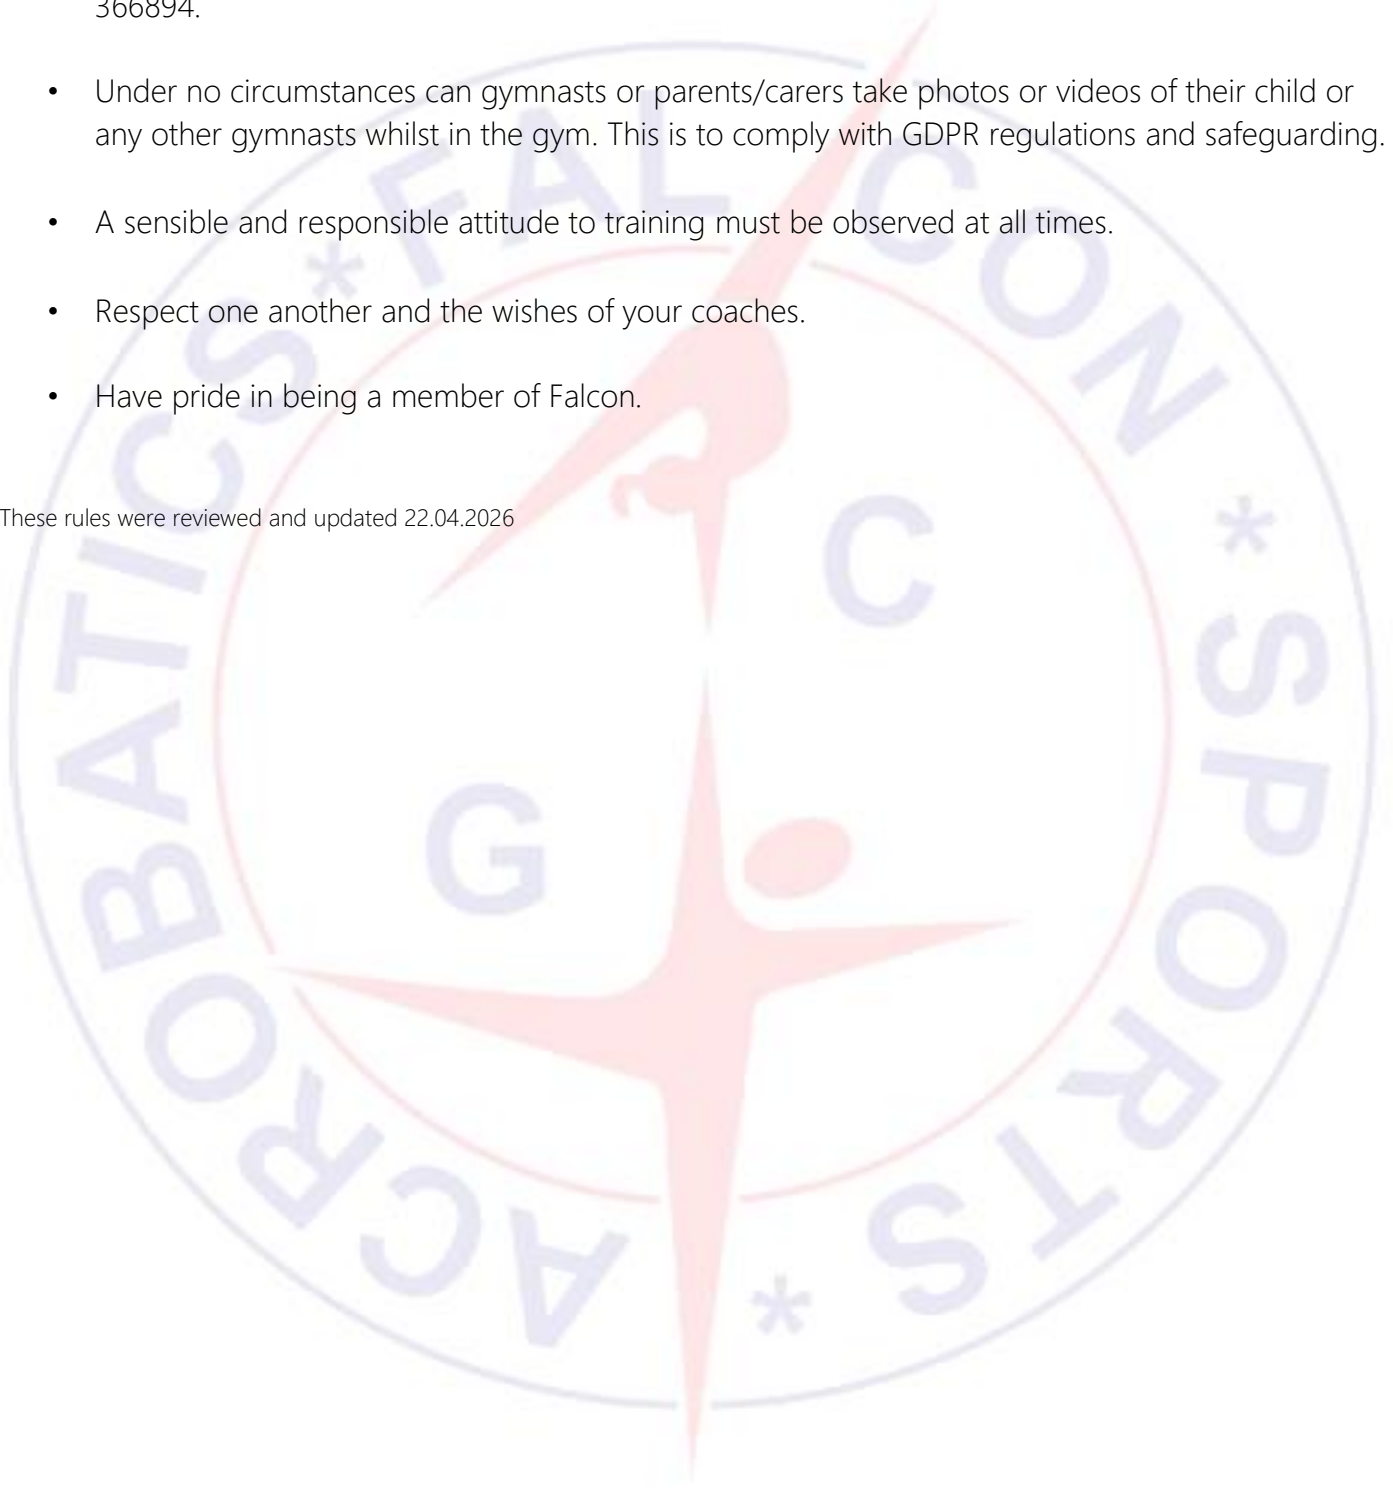 366894.
• Under no circumstances can gymnasts or parents/carers take photos or videos of their child or
any other gymnasts whilst in the gym. This is to comply with GDPR regulations and safeguarding.
• A sensible and responsible attitude to training must be observed at all times.
• Respect one another and the wishes of your coaches.
• Have pride in being a member of Falcon.
These rules were reviewed and updated 22.04.2026
FALCON * SPORTS * ACROBATICS *
C
G